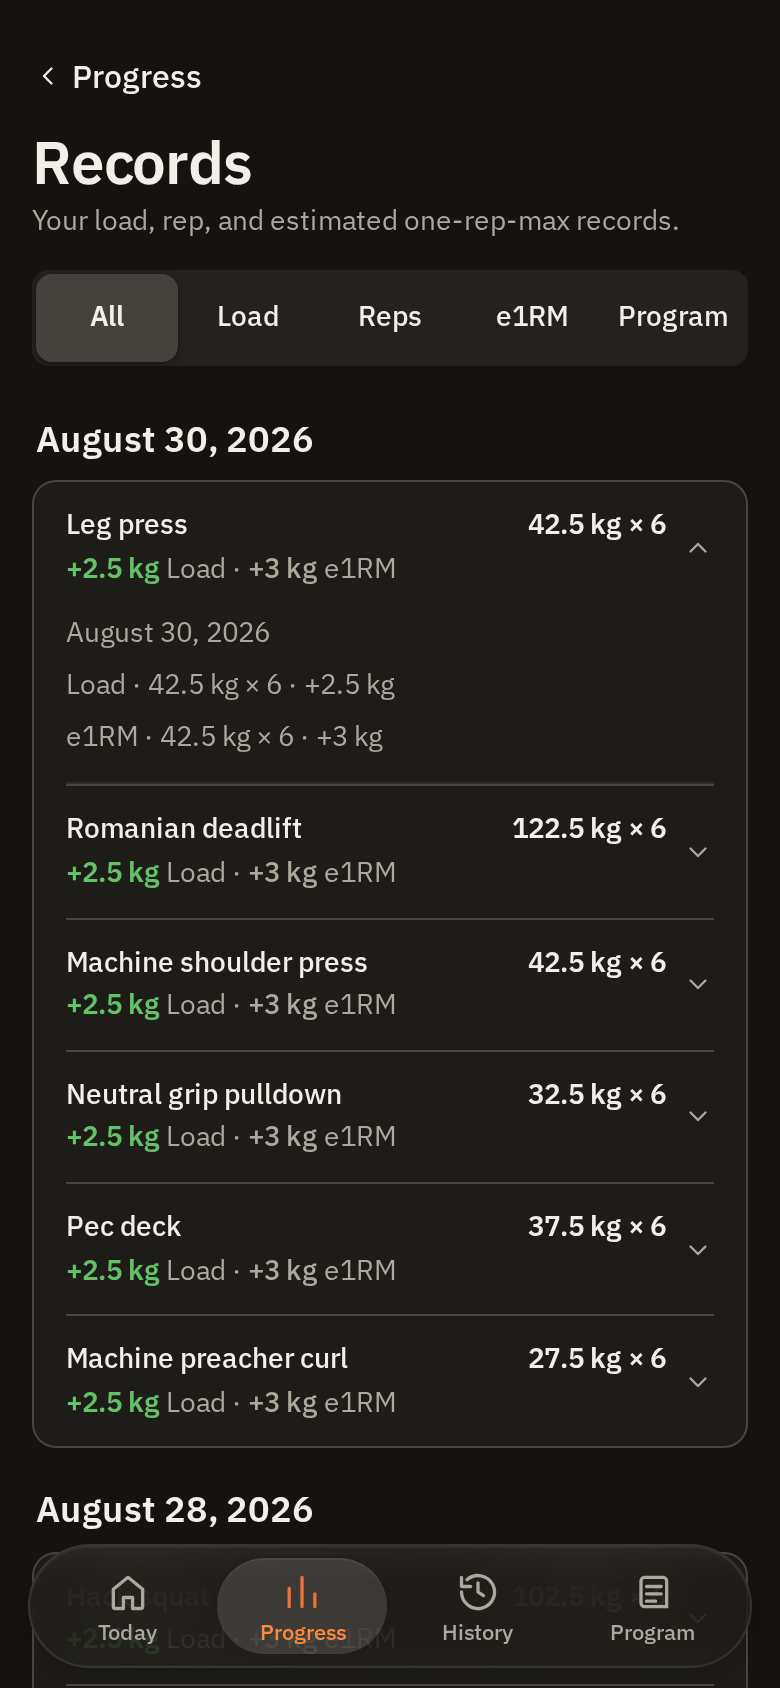 Progress
Records
Your load, rep, and estimated one-rep-max records.
All Load Reps e1RM Program
August 30, 2026
Leg press 42.5 kg × 6
+2.5 kg Load · +3 kg e1RM
August 30, 2026
Load · 42.5 kg × 6 · +2.5 kg
e1RM · 42.5 kg × 6 · +3 kg
Romanian deadlift 122.5 kg × 6
+2.5 kg Load · +3 kg e1RM
Machine shoulder press 42.5 kg × 6
+2.5 kg Load · +3 kg e1RM
Neutral grip pulldown 32.5 kg × 6
+2.5 kg Load · +3 kg e1RM
Pec deck 37.5 kg × 6
+2.5 kg Load · +3 kg e1RM
Machine preacher curl 27.5 kg × 6
+2.5 kg Load · +3 kg e1RM
August 28, 2026
squat 102.5 kg ×
Today Progress History Program